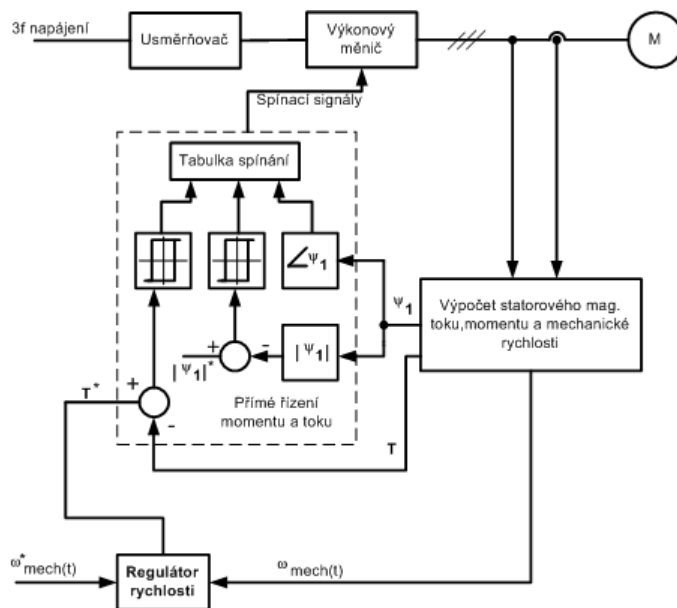 3f napájení
Usměrňovač
Výkonový
měnič
M
Spínací signály
Tabulka spínání
∠Ψ1
Ψ1
Výpočet statorového mag.
toku,momentu a mechanické
rychlosti
+
-
|Ψ1|
|Ψ1|*
Přímé řízení
momentu a toku
T*
+
-
T
ω*mech(t)
Regulátor
rychlosti
ωmech(t)